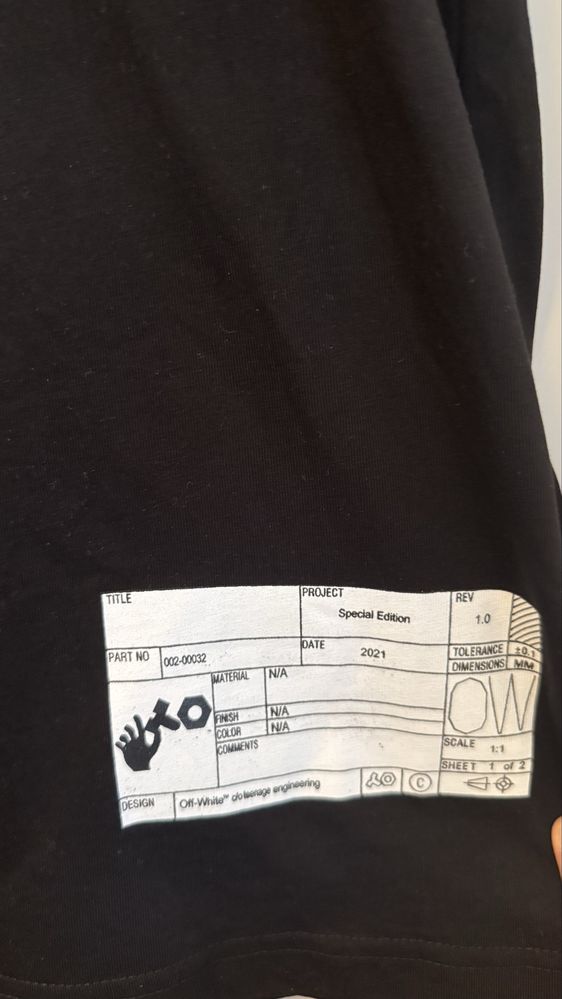 TITLE
PROJECT
Special Edition
REV
1.0
PART NO
002-00032
DATE
2021
TOLERANCE
±0.1
DIMENSIONS
MM
MATERIAL
N/A
FINISH
N/A
COLOR
N/A
COMMENTS
OW
SCALE
1:1
SHEET 1 of 2
DESIGN
Off-White™ c/o teenage engineering
©